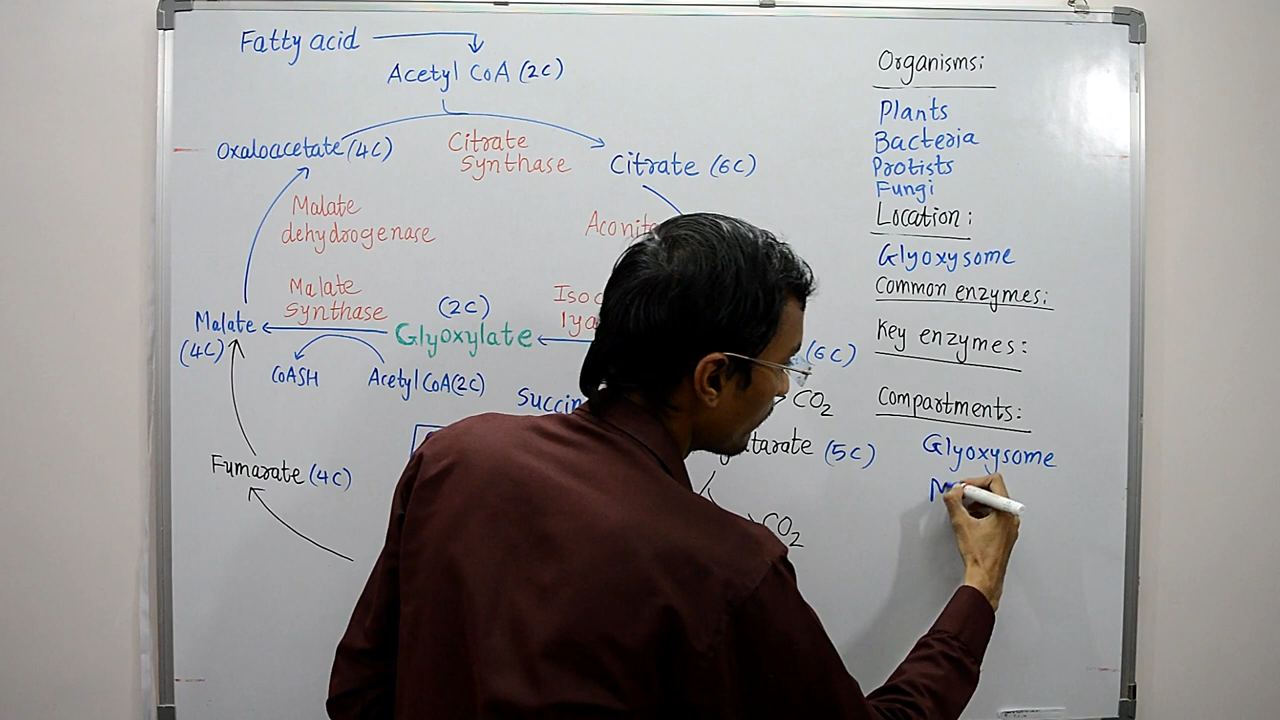 Fatty acid
Acetyl CoA (2C)
Oxaloacetate (4C)
Citrate
Synthase
Citrate (6C)
Malate
dehydrogenase
Malate
Synthase
(2C)
Malate
Glyoxylate
(4C)
(6C)
CoASH
Acetyl CoA(2C)
CO2
(5C)
Fumarate (4C)
CO2
Organisms:
Plants
Bacteria
Protists
Fungi
Location:
Glyoxysome
Common enzymes:
Key enzymes:
Compartments:
Glyoxysome
M